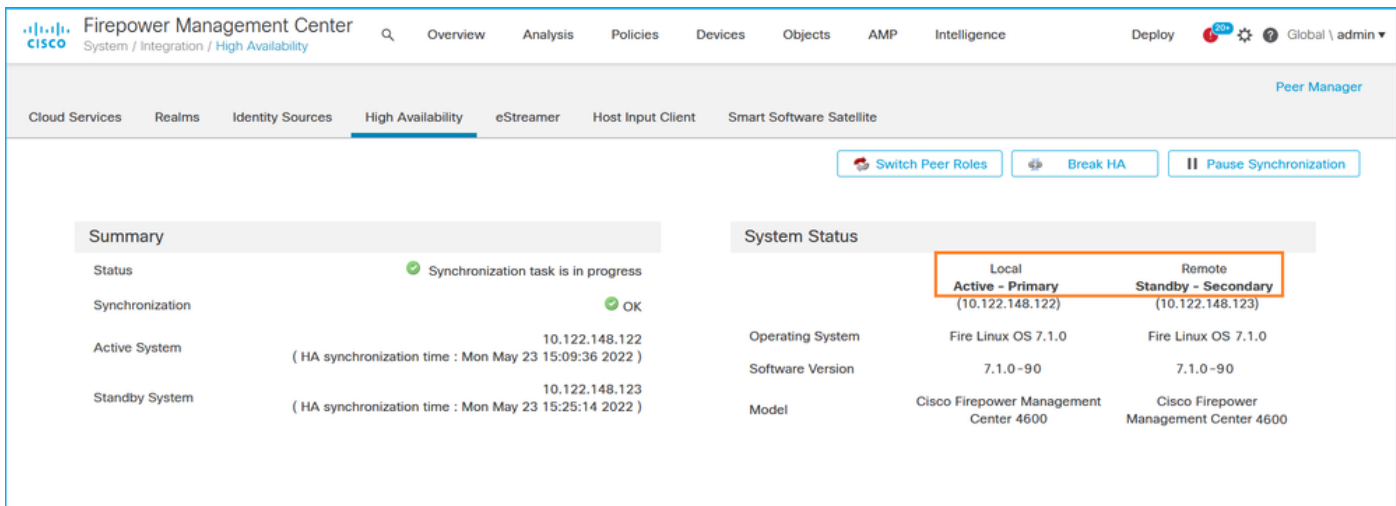 CISCO
Firepower Management Center
System / Integration / High Availability
Overview Analysis Policies Devices Objects AMP Intelligence Deploy 20+ Global \ admin
Peer Manager
Cloud Services Realms Identity Sources High Availability eStreamer Host Input Client Smart Software Satellite
Switch Peer Roles Break HA Pause Synchronization
Summary
Status Synchronization task is in progress
Synchronization OK
Active System 10.122.148.122
( HA synchronization time : Mon May 23 15:09:36 2022 )
Standby System 10.122.148.123
( HA synchronization time : Mon May 23 15:25:14 2022 )
System Status
Local Remote
Active - Primary Standby - Secondary
(10.122.148.122) (10.122.148.123)
Operating System Fire Linux OS 7.1.0 Fire Linux OS 7.1.0
Software Version 7.1.0-90 7.1.0-90
Model Cisco Firepower Management Center 4600 Cisco Firepower Management Center 4600